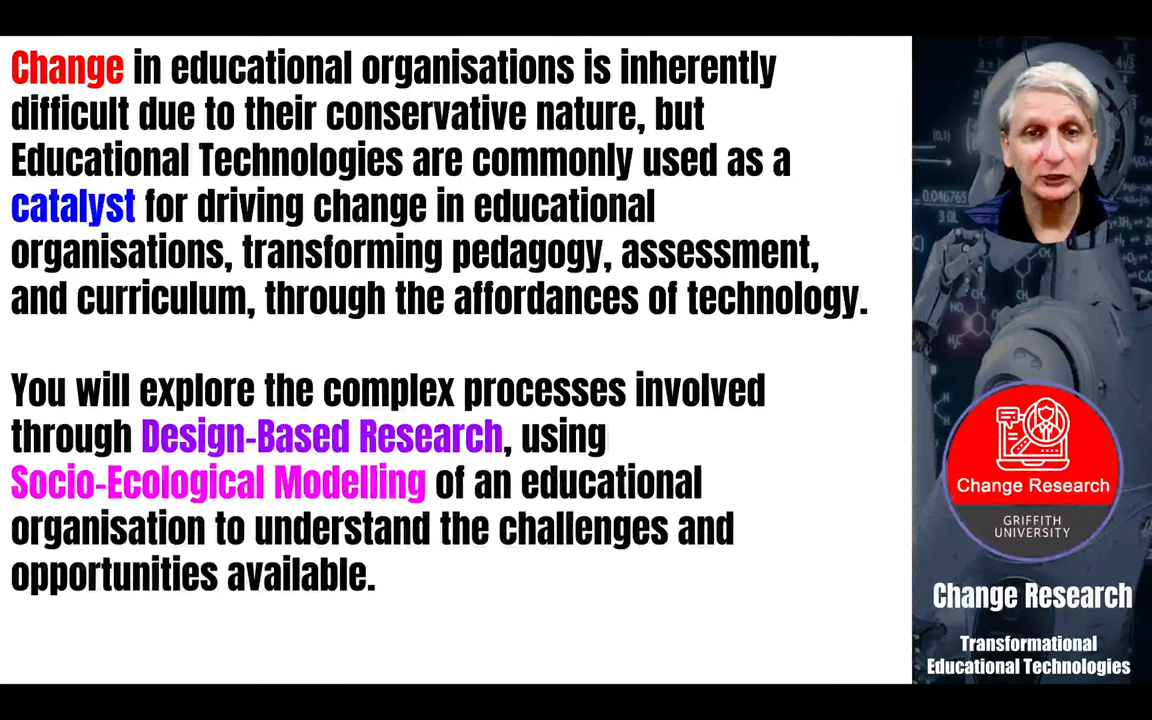 Change in educational organisations is inherently
difficult due to their conservative nature, but
Educational Technologies are commonly used as a
catalyst for driving change in educational
organisations, transforming pedagogy, assessment,
and curriculum, through the affordances of technology.
You will explore the complex processes involved
through Design-Based Research, using
Socio-Ecological Modelling of an educational
organisation to understand the challenges and
opportunities available.
Change Research
GRIFFITH
UNIVERSITY
Change Research
Transformational
Educational Technologies